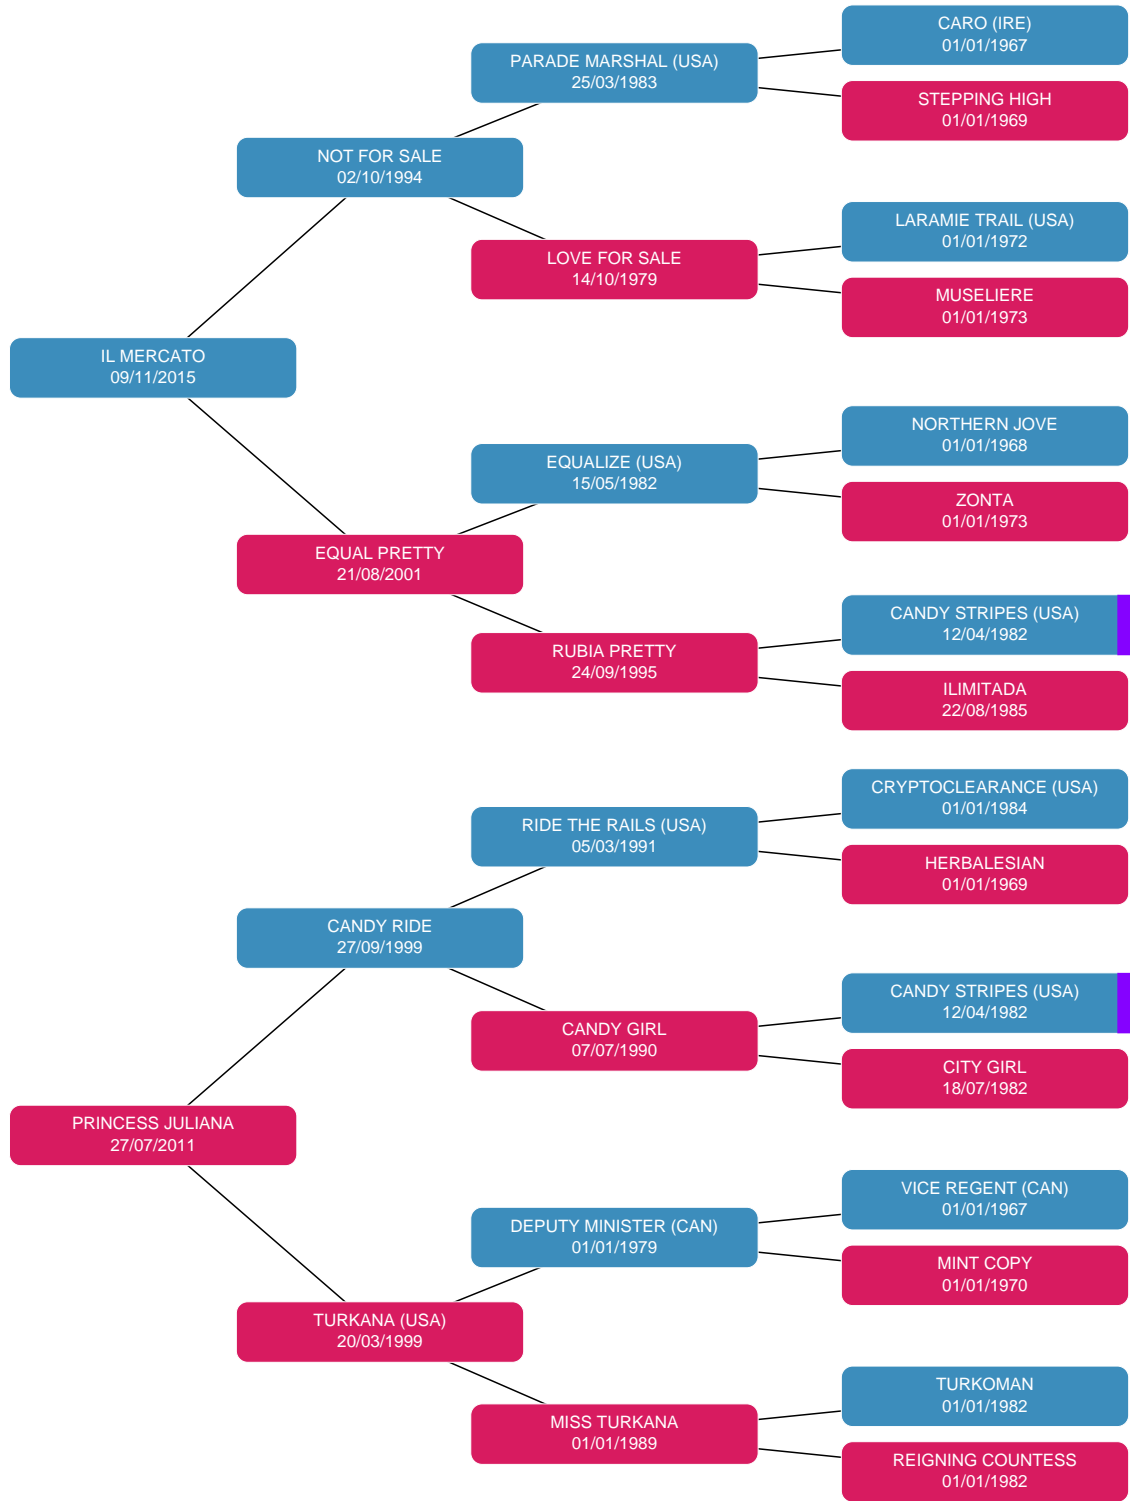 CARO (IRE)
01/01/1967
PARADE MARSHAL (USA)
25/03/1983
STEPPING HIGH
01/01/1969
NOT FOR SALE
02/10/1994
LARAMIE TRAIL (USA)
01/01/1972
LOVE FOR SALE
14/10/1979
MUSELIERE
01/01/1973
IL MERCATO
09/11/2015
NORTHERN JOVE
01/01/1968
EQUALIZE (USA)
15/05/1982
ZONTA
01/01/1973
EQUAL PRETTY
21/08/2001
CANDY STRIPES (USA)
12/04/1982
RUBIA PRETTY
24/09/1995
ILIMITADA
22/08/1985
CRYPTOCLEARANCE (USA)
01/01/1984
RIDE THE RAILS (USA)
05/03/1991
HERBALESIAN
01/01/1969
CANDY RIDE
27/09/1999
CANDY STRIPES (USA)
12/04/1982
CANDY GIRL
07/07/1990
CITY GIRL
18/07/1982
PRINCESS JULIANA
27/07/2011
VICE REGENT (CAN)
01/01/1967
DEPUTY MINISTER (CAN)
01/01/1979
MINT COPY
01/01/1970
TURKANA (USA)
20/03/1999
TURKOMAN
01/01/1982
MISS TURKANA
01/01/1989
REIGNING COUNTESS
01/01/1982